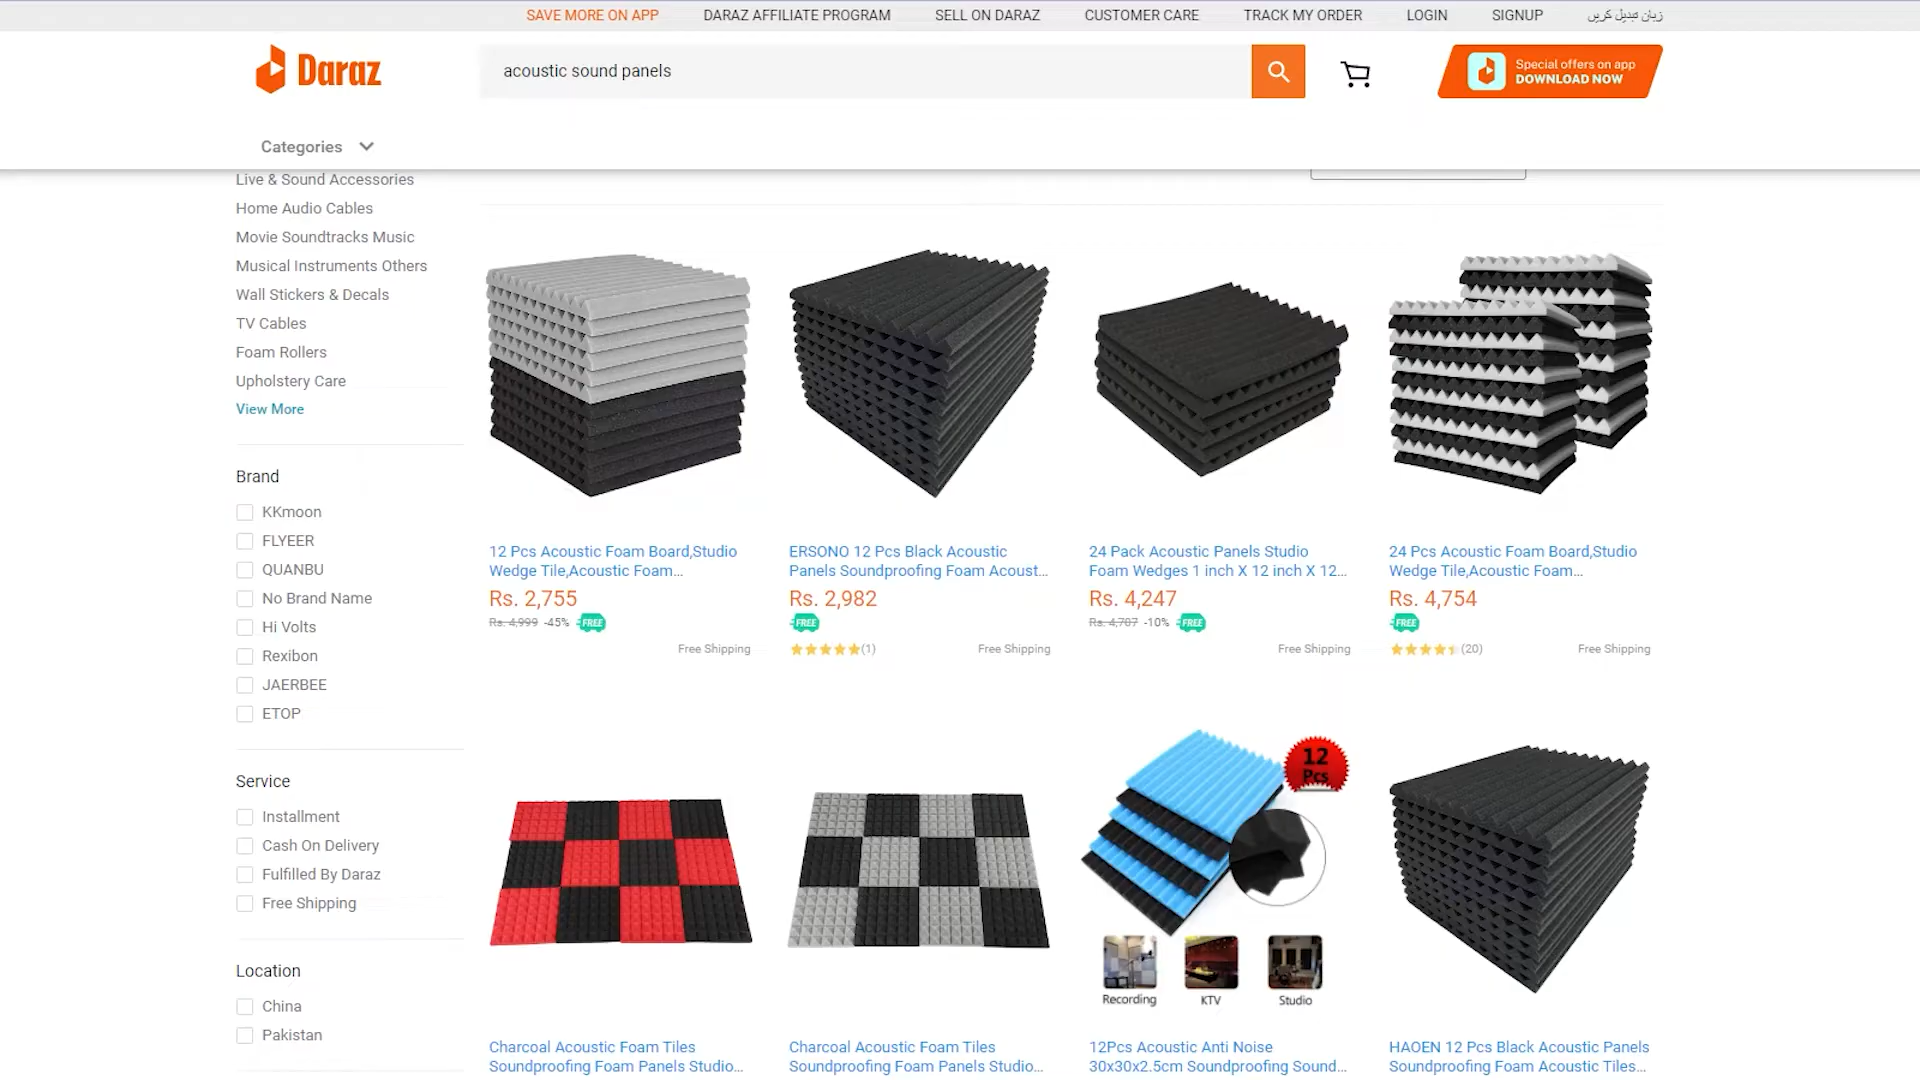 SAVE MORE ON APP
DARAZ AFFILIATE PROGRAM
SELL ON DARAZ
CUSTOMER CARE
TRACK MY ORDER
LOGIN
SIGNUP
زبان تبدیل کریں
Daraz
acoustic sound panels
Special offers on app
DOWNLOAD NOW
Categories
Live & Sound Accessories
Home Audio Cables
Movie Soundtracks Music
Musical Instruments Others
Wall Stickers & Decals
TV Cables
Foam Rollers
Upholstery Care
View More
Brand
KKmoon
FLYEER
QUANBU
No Brand Name
Hi Volts
Rexibon
JAERBEE
ETOP
Service
Installment
Cash On Delivery
Fulfilled By Daraz
Free Shipping
Location
China
Pakistan
12 Pcs Acoustic Foam Board,Studio
Wedge Tile,Acoustic Foam...
Rs. 2,755
Rs. 4,999 -45% FREE
Free Shipping
ERSONO 12 Pcs Black Acoustic
Panels Soundproofing Foam Acoust...
Rs. 2,982
FREE
(1)
Free Shipping
24 Pack Acoustic Panels Studio
Foam Wedges 1 inch X 12 inch X 12...
Rs. 4,247
Rs. 4,707 -10% FREE
Free Shipping
24 Pcs Acoustic Foam Board,Studio
Wedge Tile,Acoustic Foam...
Rs. 4,754
FREE
(20)
Free Shipping
Charcoal Acoustic Foam Tiles
Soundproofing Foam Panels Studio...
Charcoal Acoustic Foam Tiles
Soundproofing Foam Panels Studio...
12
Pcs
Recording
KTV
Studio
12Pcs Acoustic Anti Noise
30x30x2.5cm Soundproofing Sound...
HAOEN 12 Pcs Black Acoustic Panels
Soundproofing Foam Acoustic Tiles...